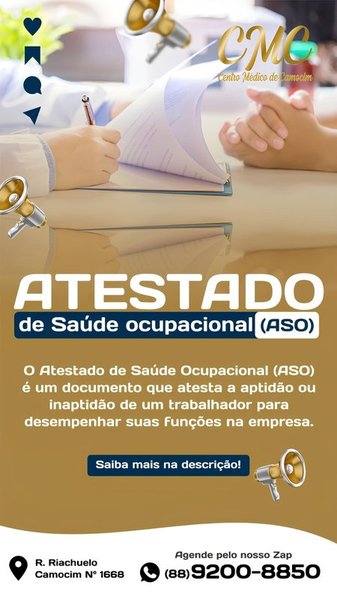 CMC
Centro Médico de Camocim
ATESTADO
de Saúde ocupacional (ASO)
O Atestado de Saúde Ocupacional (ASO)
é um documento que atesta a aptidão ou
inaptidão de um trabalhador para
desempenhar suas funções na empresa.
Saiba mais na descrição!
R. Riachuelo
Camocim N° 1668
Agende pelo nosso Zap
(88)9200-8850